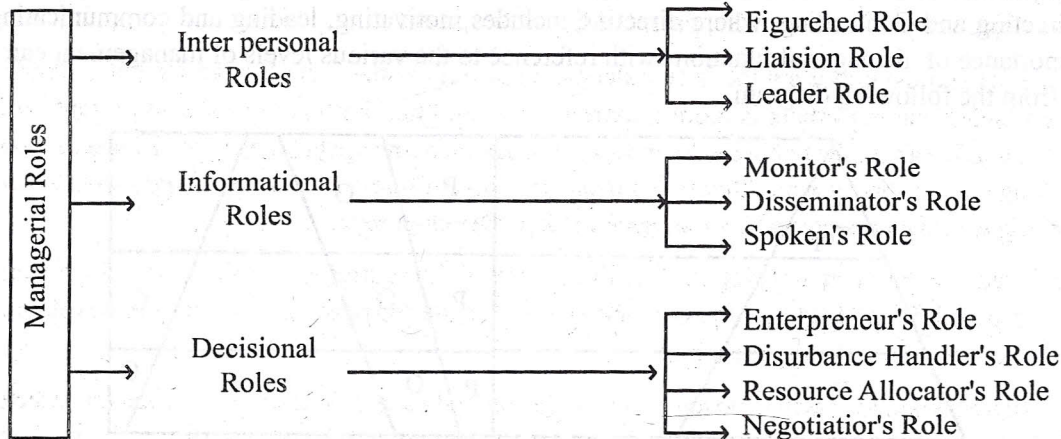 Managerial Roles
Inter personal
Roles
Figurehed Role
Liaision Role
Leader Role
Informational
Roles
Monitor's Role
Disseminator's Role
Spoken's Role
Decisional
Roles
Enterpreneur's Role
Disurbance Handler's Role
Resource Allocator's Role
Negotiatior's Role